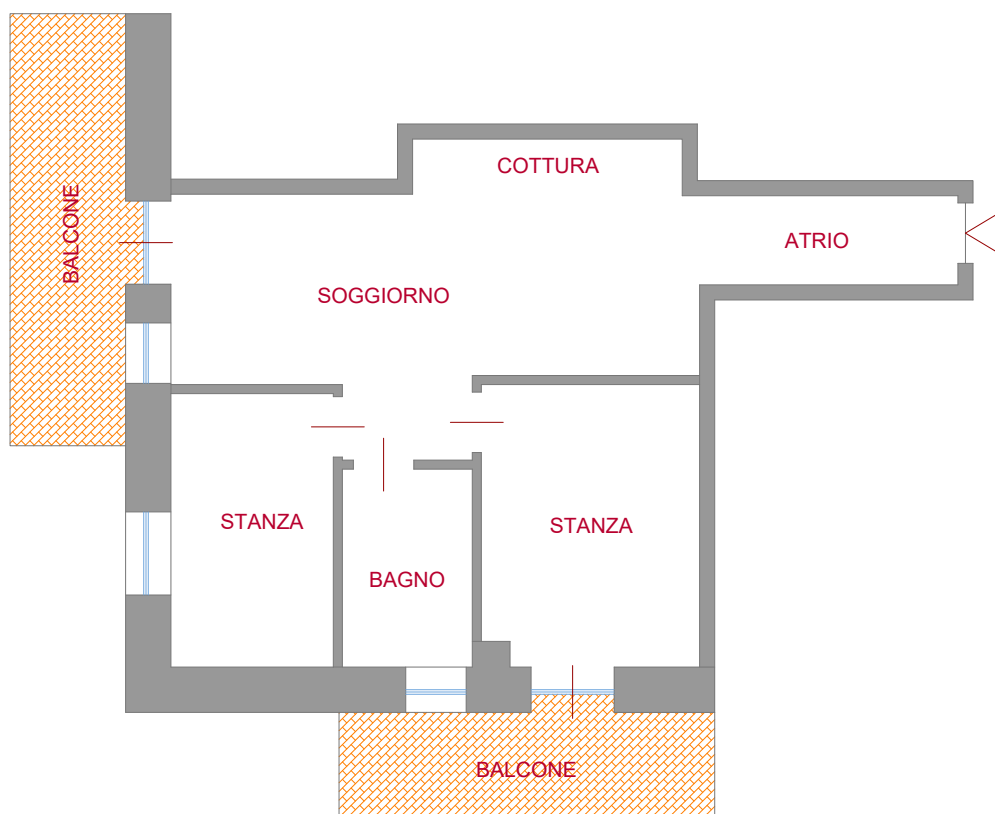 COTTURA
BALCONE
ATRIO
SOGGIORNO
STANZA
STANZA
BAGNO
BALCONE